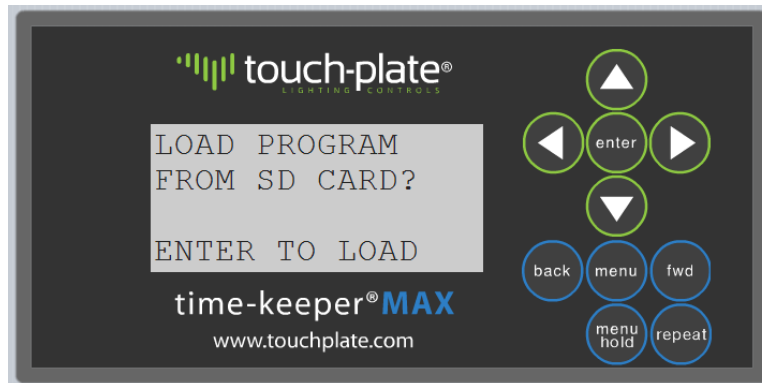 touch-plate®
LIGHTING CONTROLS
LOAD PROGRAM
FROM SD CARD?
ENTER TO LOAD
time-keeper®MAX
www.touchplate.com
enter
back menu fwd
menu hold repeat